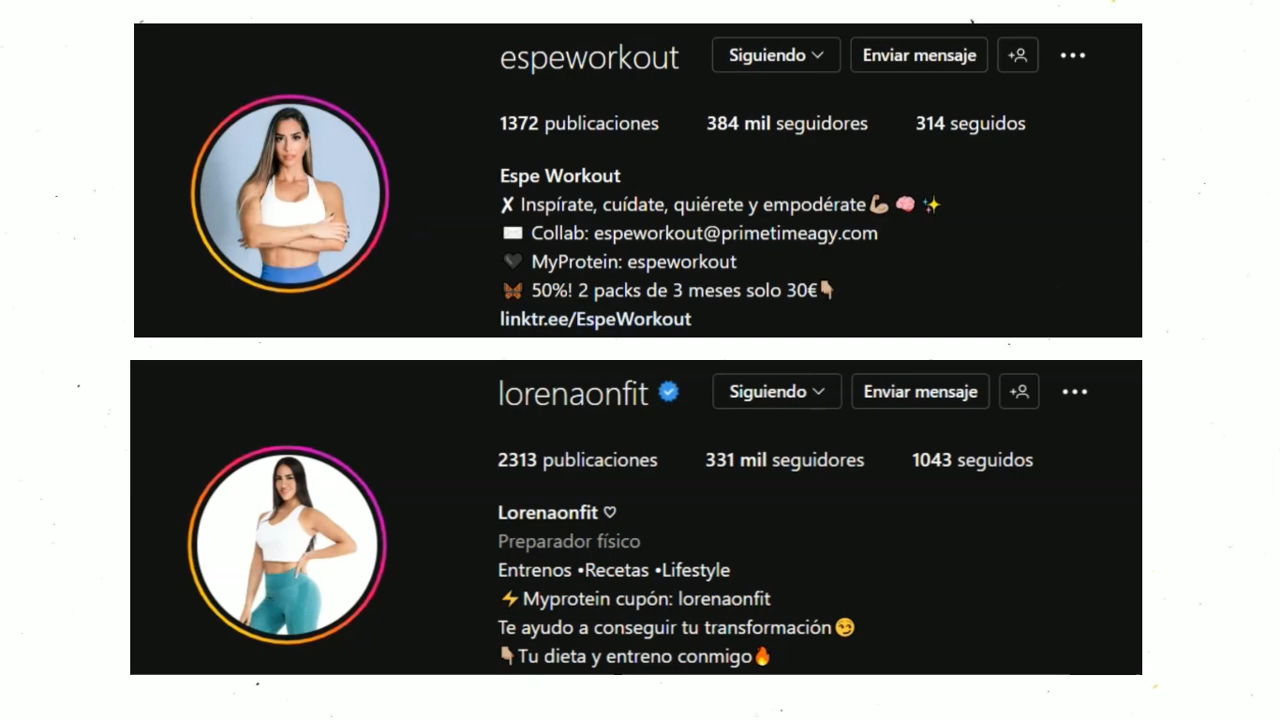 espeworkout Siguiendo Enviar mensaje
1372 publicaciones 384 mil seguidores 314 seguidos
Espe Workout
✗ Inspírate, cuídate, quiérete y empodérate💪🏼 🧠 ✨
✉️ Collab: espeworkout@primetimeagy.com
🖤 MyProtein: espeworkout
🦋 50%! 2 packs de 3 meses solo 30€👇🏼
linktr.ee/EspeWorkout
lorenaonfit Siguiendo Enviar mensaje
2313 publicaciones 331 mil seguidores 1043 seguidos
Lorenaonfit ♡
Preparador físico
Entrenos •Recetas •Lifestyle
⚡Myprotein cupón: lorenaonfit
Te ayudo a conseguir tu transformación😏
👇🏼Tu dieta y entreno conmigo🔥